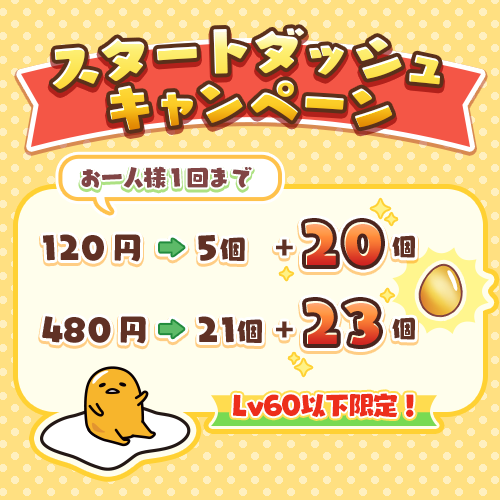 スタートダッシュ
キャンペーン
お一人様1回まで
120円 ➡ 5個 +20個
480円 ➡ 21個 +23個
Lv60以下限定！